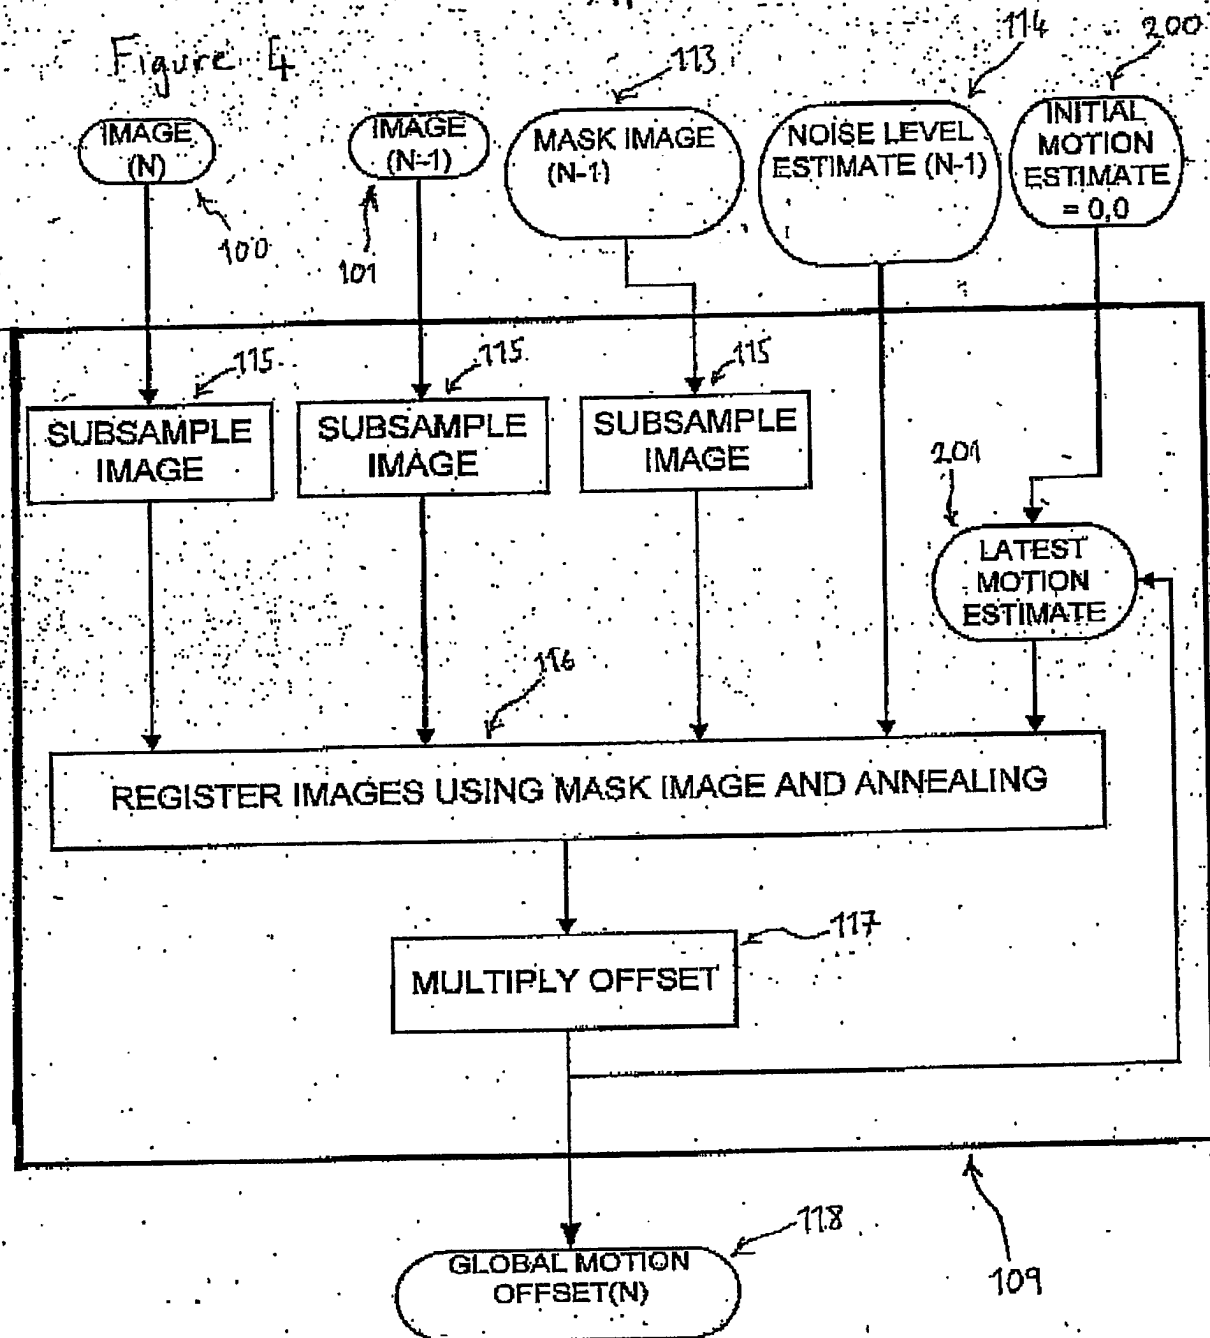 Figure 4
113
114
200
IMAGE
(N)
IMAGE
(N-1)
MASK IMAGE
(N-1)
NOISE LEVEL
ESTIMATE (N-1)
INITIAL
MOTION
ESTIMATE
= 0,0
100
101
115
115
115
SUBSAMPLE
IMAGE
SUBSAMPLE
IMAGE
SUBSAMPLE
IMAGE
201
LATEST
MOTION
ESTIMATE
116
REGISTER IMAGES USING MASK IMAGE AND ANNEALING
117
MULTIPLY OFFSET
118
GLOBAL MOTION
OFFSET(N)
109